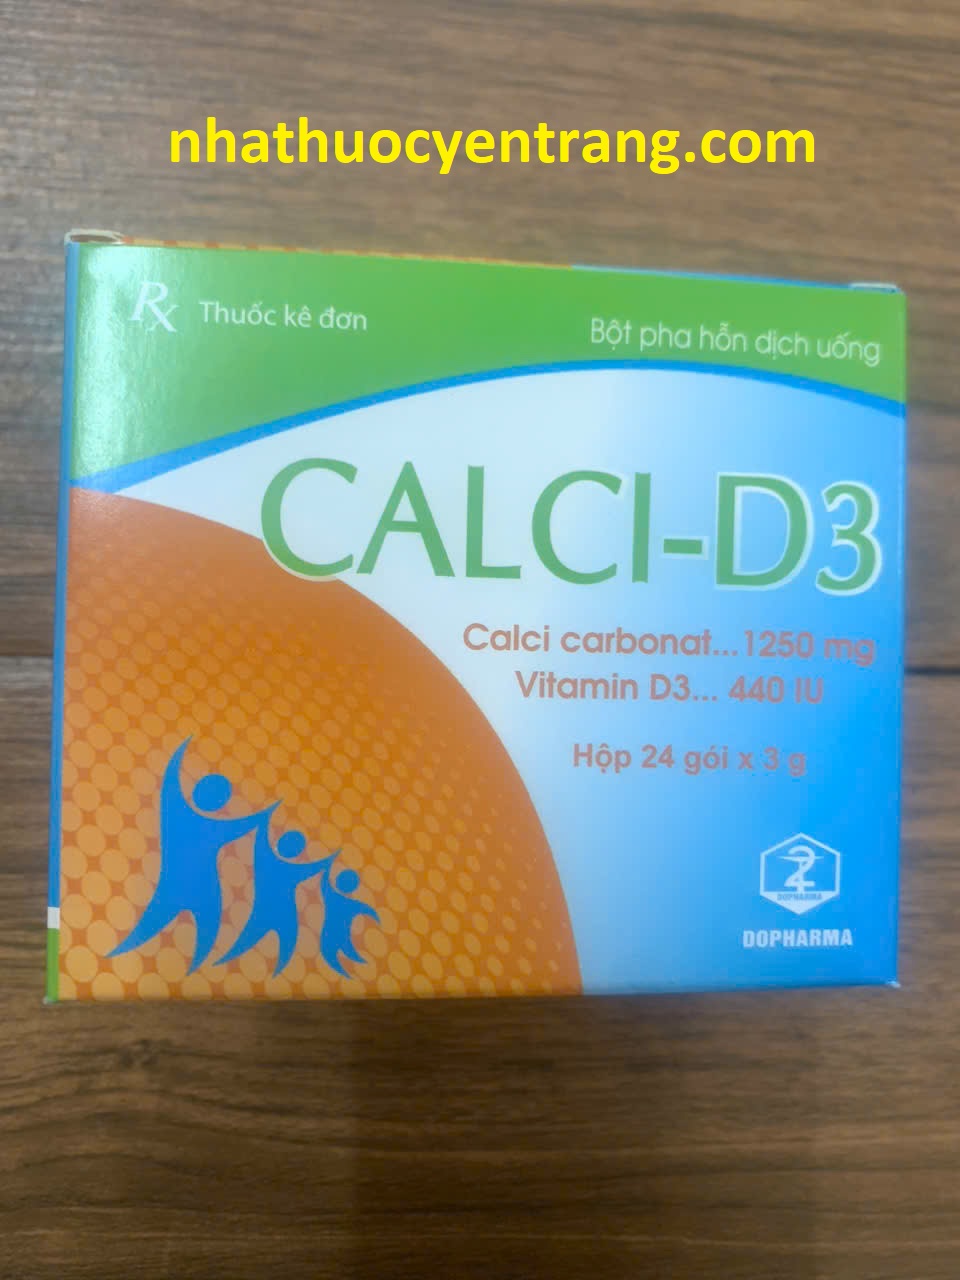 nhathuocyentrang.com
Rx Thuốc kê đơn
Bột pha hỗn dịch uống
CALCI-D3
Calci carbonat...1250 mg
Vitamin D3... 440 IU
Hộp 24 gói x 3 g
2
DOPHARMA
DOPHARMA